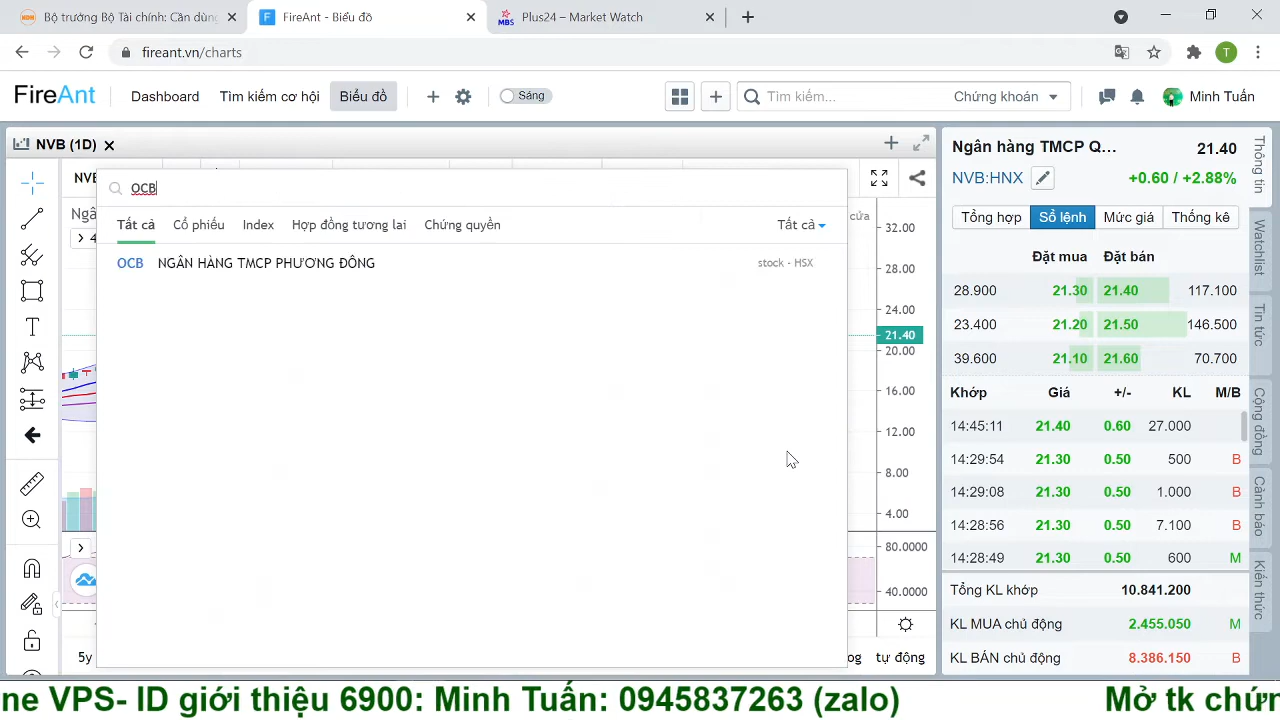 Bộ trưởng Bộ Tài chính: Cần dùng
FireAnt - Biểu đồ
MBS Plus24 – Market Watch
fireant.vn/charts
T
FireAnt
Dashboard
Tìm kiếm cơ hội
Biểu đồ
Sáng
Tìm kiếm...
Chứng khoán
Minh Tuấn
NVB (1D)
OCB
Tất cả
Cổ phiếu
Index
Hợp đồng tương lai
Chứng quyền
Tất cả
OCB NGÂN HÀNG TMCP PHƯƠNG ĐÔNG stock - HSX
cửa
32.00
28.00
24.00
21.40
20.00
16.00
12.00
8.00
4.00
80.0000
40.0000
5y
og
tự động
Ngân hàng TMCP Q... 21.40
NVB:HNX +0.60 / +2.88%
Tổng hợp Sổ lệnh Mức giá Thống kê
Đặt mua Đặt bán
28.900 21.30 21.40 117.100
23.400 21.20 21.50 146.500
39.600 21.10 21.60 70.700
Khớp Giá +/- KL M/B
14:45:11 21.40 0.60 27.000
14:29:54 21.30 0.50 500 B
14:29:08 21.30 0.50 1.000 B
14:28:56 21.30 0.50 7.100 B
14:28:49 21.30 0.50 600 M
Tổng KL khớp 10.841.200
KL MUA chủ động 2.455.050 M
KL BÁN chủ động 8.386.150 B
Thông tin
Watchlist
Tin tức
Cộng đồng
Cảnh báo
Kiến thức
ne VPS- ID giới thiệu 6900: Minh Tuấn: 0945837263 (zalo) Mở tk chứn